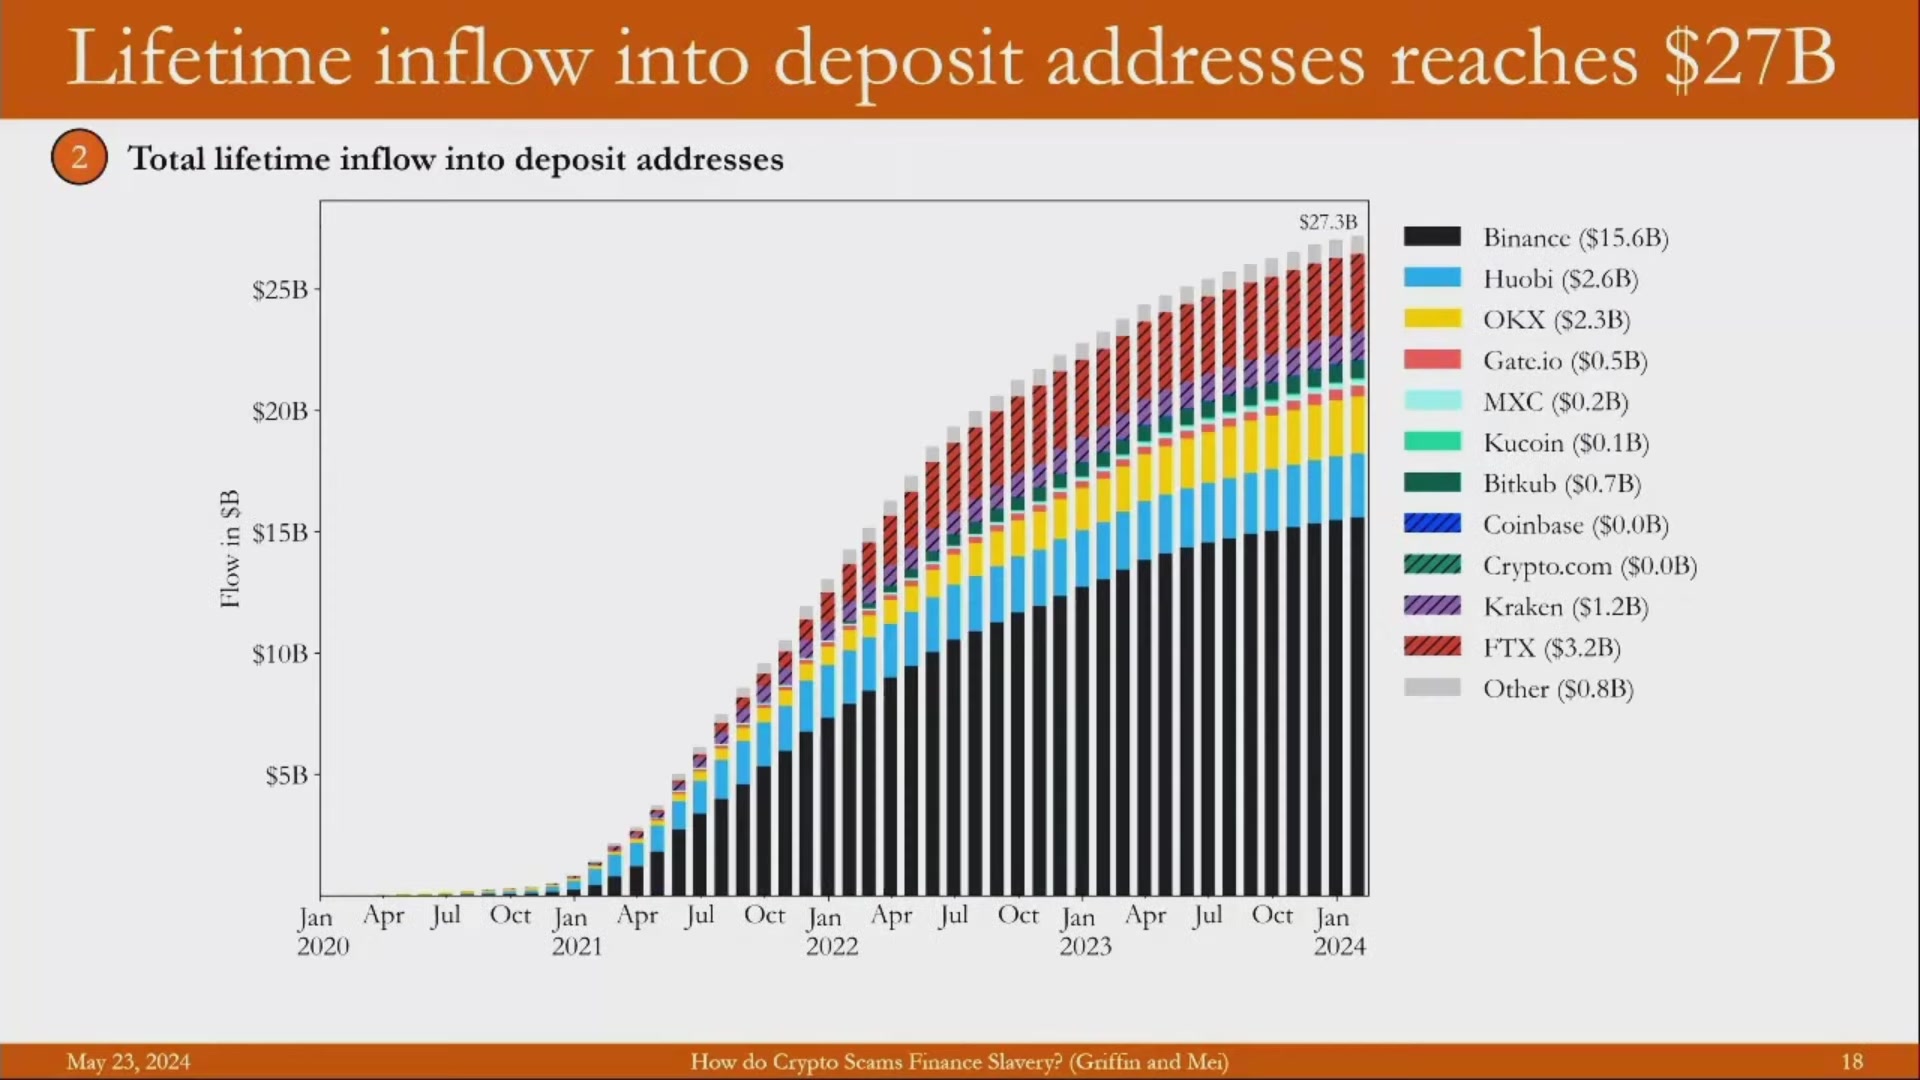 Lifetime inflow into deposit addresses reaches $27B
2 Total lifetime inflow into deposit addresses
$27.3B
$25B
$20B
$15B
$10B
$5B
Flow in $B
Jan Apr Jul Oct Jan Apr Jul Oct Jan Apr Jul Oct Jan Apr Jul Oct Jan
2020 2021 2022 2023 2024
Binance ($15.6B)
Huobi ($2.6B)
OKX ($2.3B)
Gate.io ($0.5B)
MXC ($0.2B)
Kucoin ($0.1B)
Bitkub ($0.7B)
Coinbase ($0.0B)
Crypto.com ($0.0B)
Kraken ($1.2B)
FTX ($3.2B)
Other ($0.8B)
May 23, 2024 How do Crypto Scams Finance Slavery? (Griffin and Mei) 18